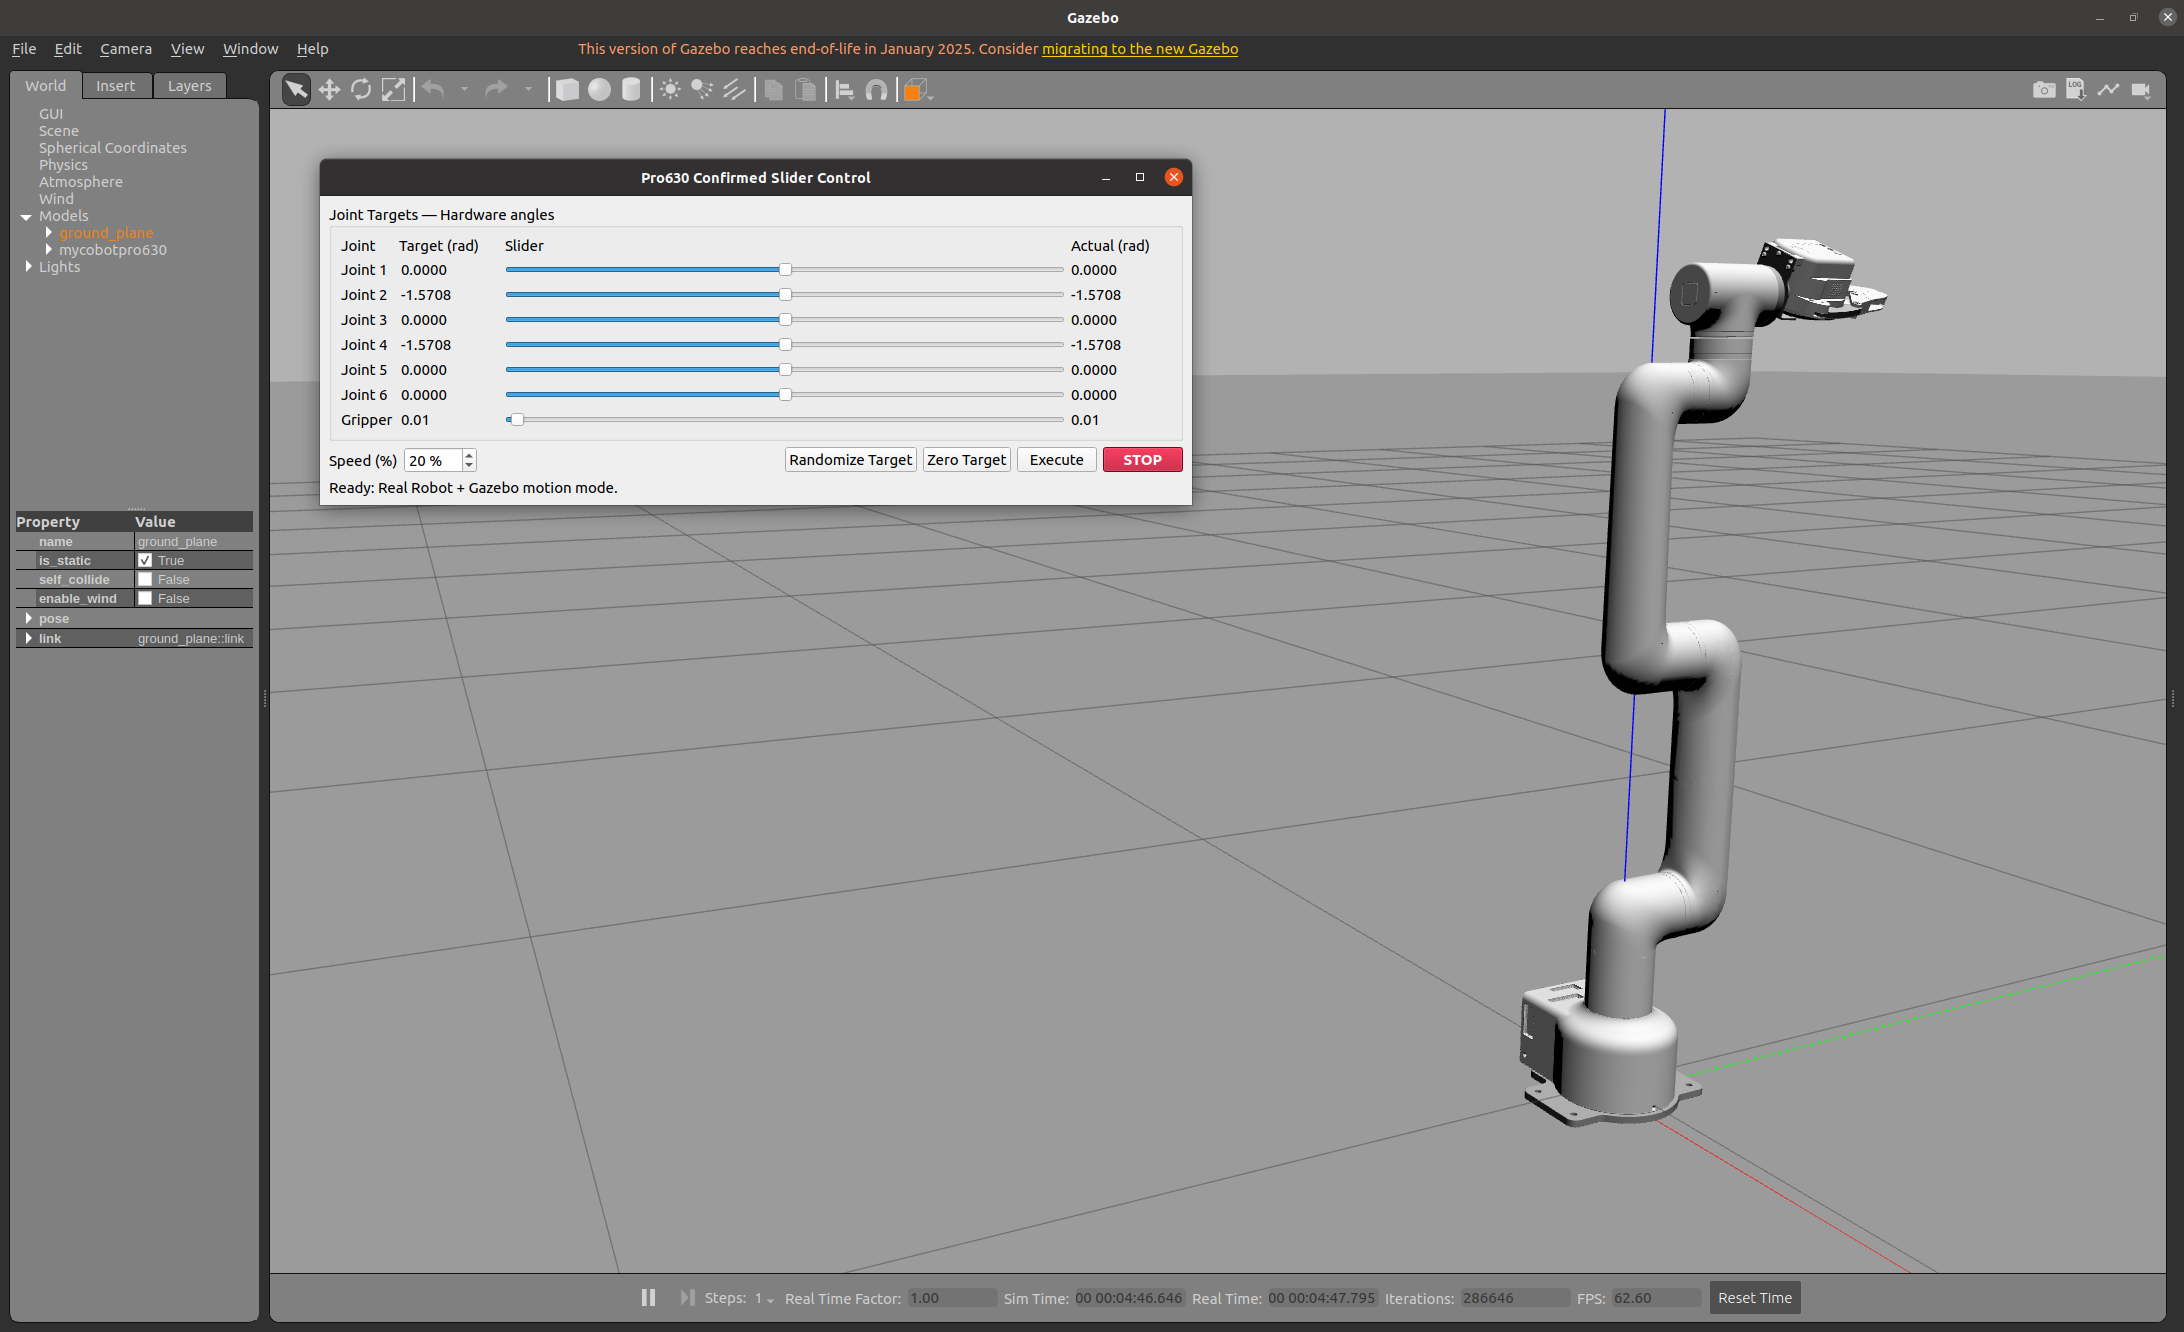 Gazebo
File Edit Camera View Window Help
This version of Gazebo reaches end-of-life in January 2025. Consider migrating to the new Gazebo
World Insert Layers
GUI
Scene
Spherical Coordinates
Physics
Atmosphere
Wind
Models
ground_plane
mycobotpro630
Lights
Property Value
name ground_plane
is_static True
self_collide False
enable_wind False
pose
link ground_plane::link
LOG
Pro630 Confirmed Slider Control
Joint Targets — Hardware angles
Joint Target (rad) Slider Actual (rad)
Joint 1 0.0000 0.0000
Joint 2 -1.5708 -1.5708
Joint 3 0.0000 0.0000
Joint 4 -1.5708 -1.5708
Joint 5 0.0000 0.0000
Joint 6 0.0000 0.0000
Gripper 0.01 0.01
Speed (%) 20 % Randomize Target Zero Target Execute STOP
Ready: Real Robot + Gazebo motion mode.
Steps: 1 Real Time Factor: 1.00 Sim Time: 00 00:04:46.646 Real Time: 00 00:04:47.795 Iterations: 286646 FPS: 62.60 Reset Time